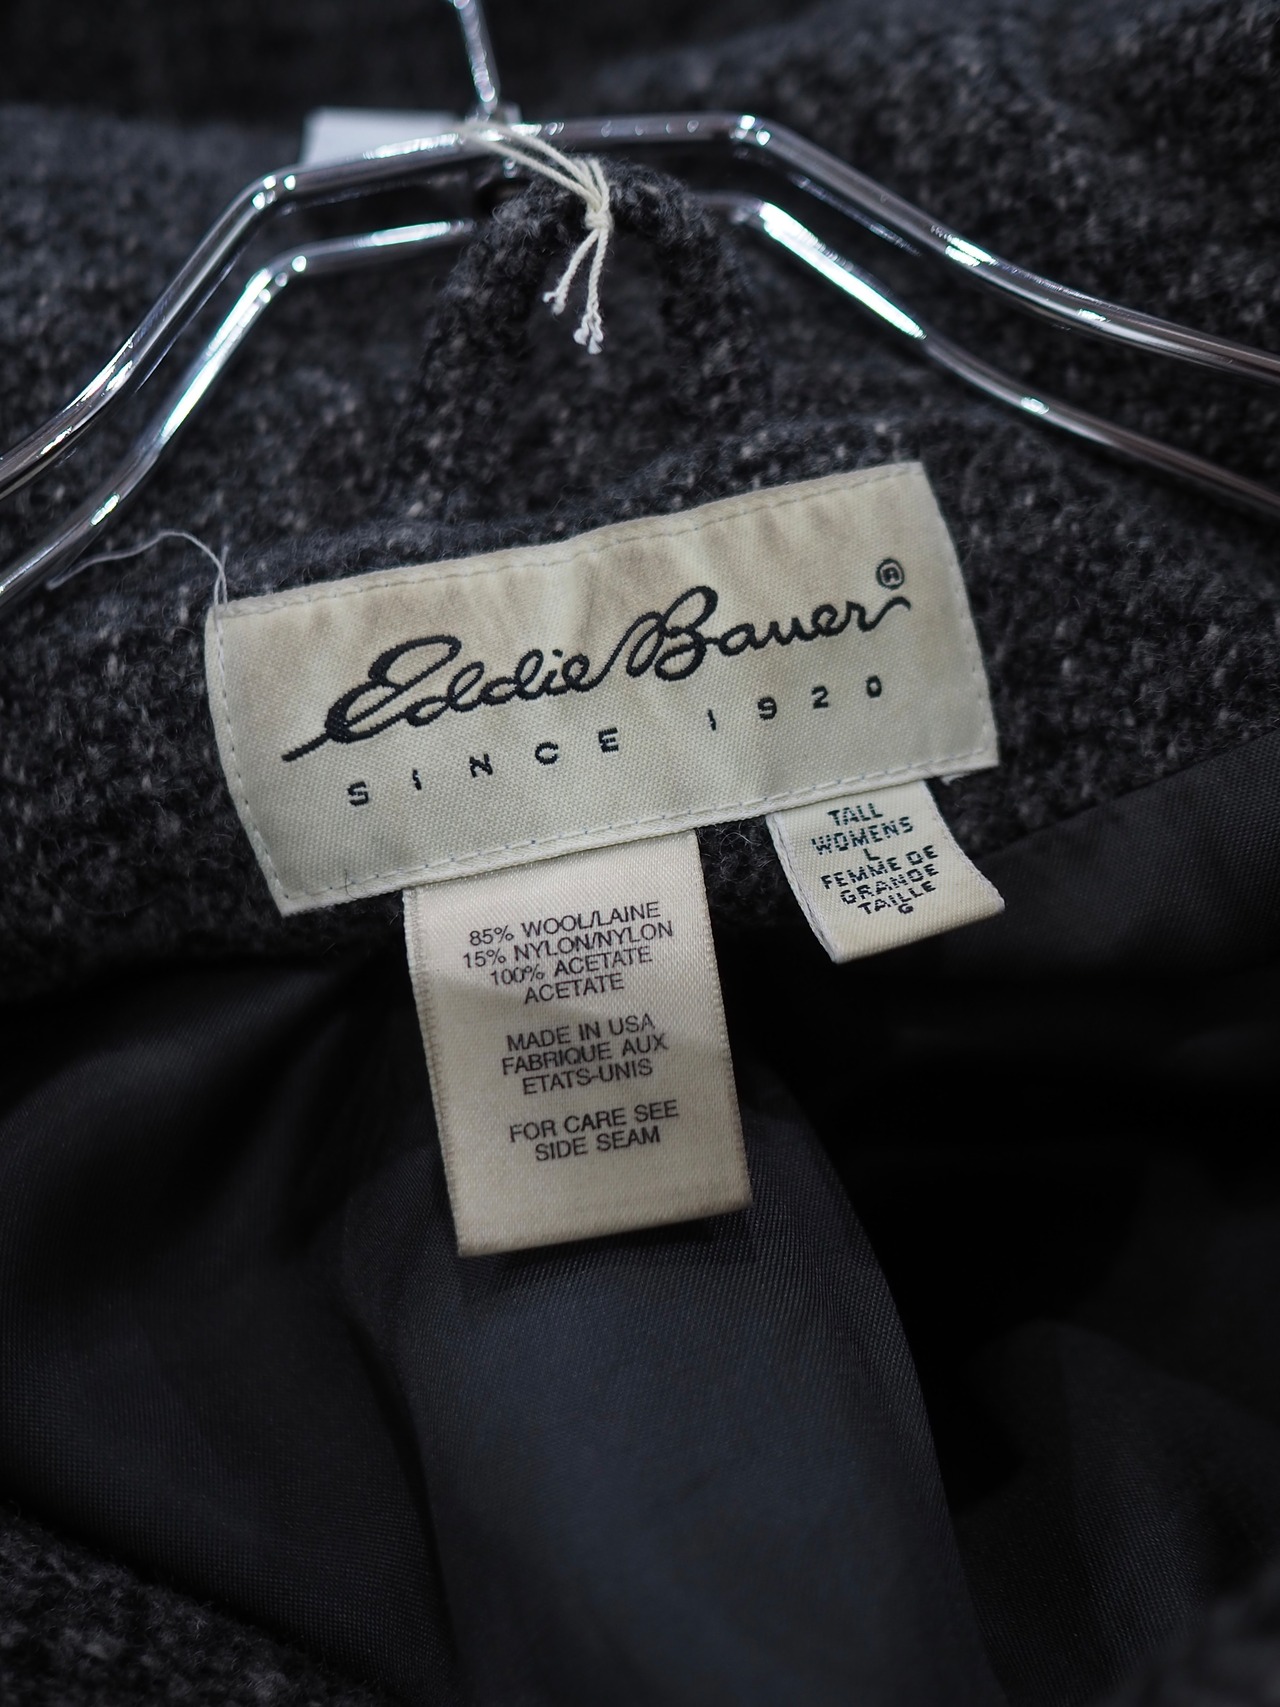 Eddie Bauer®
SINCE 1920
TALL
WOMENS
L
FEMME DE
GRANDE
TAILLE
G
85% WOOL/LAINE
15% NYLON/NYLON
100% ACETATE
ACETATE
MADE IN USA
FABRIQUE AUX
ETATS-UNIS
FOR CARE SEE
SIDE SEAM